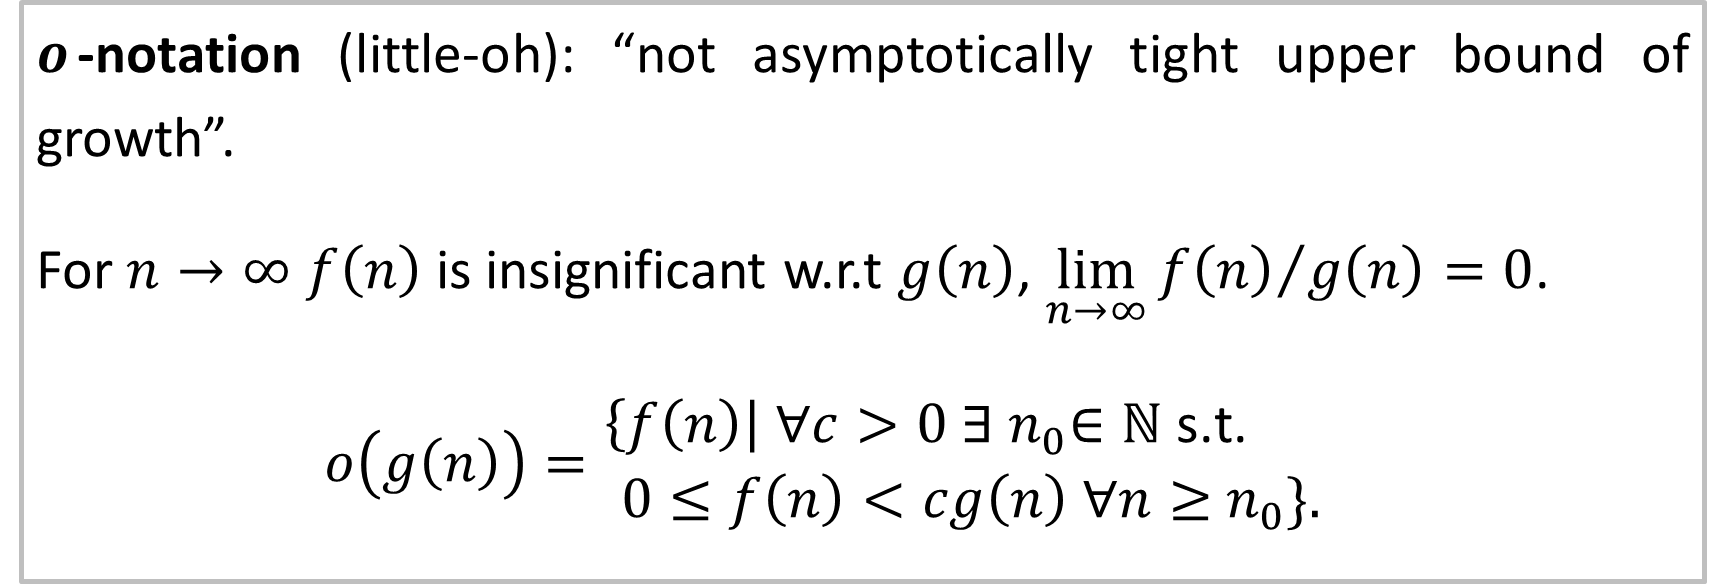 o-notation (little-oh): “not asymptotically tight upper bound of
growth”.
For n → ∞ f(n) is insignificant w.r.t g(n), lim n→∞ f(n)/g(n) = 0.
o(g(n)) = {f(n)| ∀c > 0 ∃ n₀∈ ℕ s.t.
0 ≤ f(n) < cg(n) ∀n ≥ n₀}.